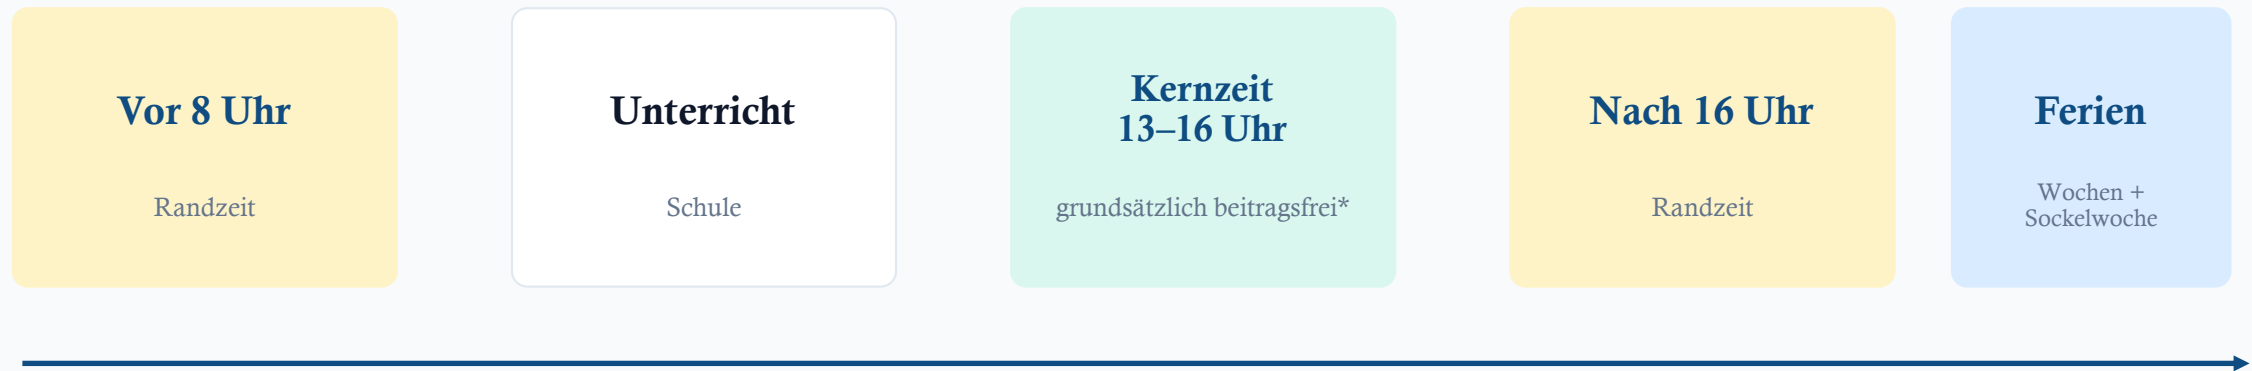 Vor 8 Uhr
Randzeit
Unterricht
Schule
Kernzeit
13–16 Uhr
grundsätzlich beitragsfrei*
Nach 16 Uhr
Randzeit
Ferien
Wochen +
Sockelwoche